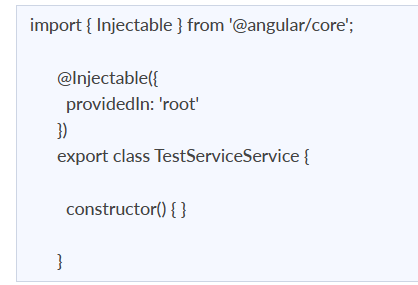 import { Injectable } from '@angular/core';
@Injectable({
providedIn: 'root'
})
export class TestServiceService {
constructor() { }
}